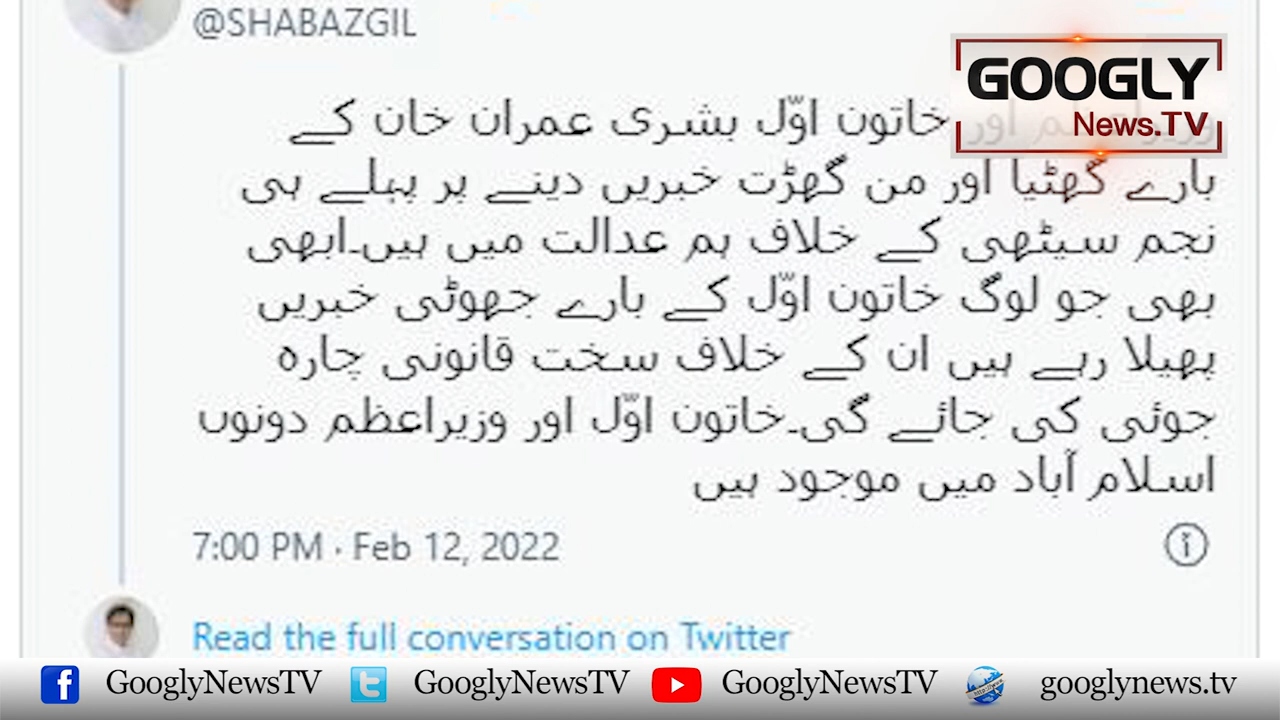 @SHABAZGIL
GOOGLY
News.TV
اور خاتون اوّل بشری عمران خان کے
بارے گھٹیا اور من گھڑت خبریں دینے پر پہلے ہی
نجم سیٹھی کے خلاف ہم عدالت میں ہیں۔ابھی
بھی جو لوگ خاتون اوّل کے بارے جھوٹی خبریں
پھیلا رہے ہیں ان کے خلاف سخت قانونی چارہ
جوئی کی جائے گی۔خاتون اوّل اور وزیراعظم دونوں
اسلام آباد میں موجود ہیں
7:00 PM · Feb 12, 2022
Read the full conversation on Twitter
GooglyNewsTV GooglyNewsTV GooglyNewsTV googlynews.tv